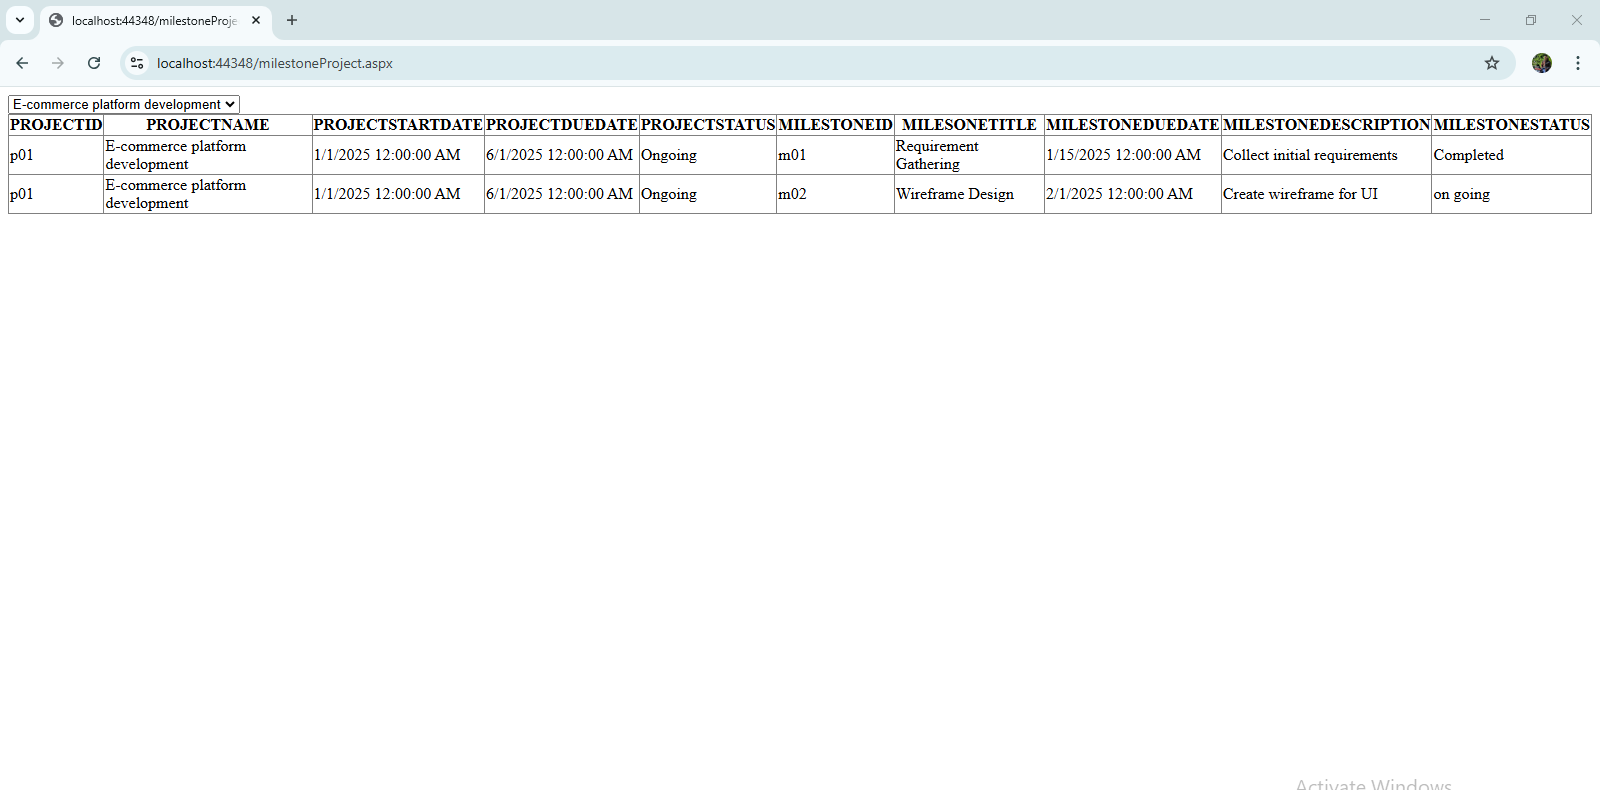 localhost:44348/milestoneProje
localhost:44348/milestoneProject.aspx
E-commerce platform development
PROJECTID PROJECTNAME PROJECTSTARTDATE PROJECTDUEDATE PROJECTSTATUS MILESTONEID MILESONETITLE MILESTONEDUEDATE MILESTONEDESCRIPTION MILESTONESTATUS
p01 E-commerce platform development 1/1/2025 12:00:00 AM 6/1/2025 12:00:00 AM Ongoing m01 Requirement Gathering 1/15/2025 12:00:00 AM Collect initial requirements Completed
p01 E-commerce platform development 1/1/2025 12:00:00 AM 6/1/2025 12:00:00 AM Ongoing m02 Wireframe Design 2/1/2025 12:00:00 AM Create wireframe for UI on going
Activate Windows